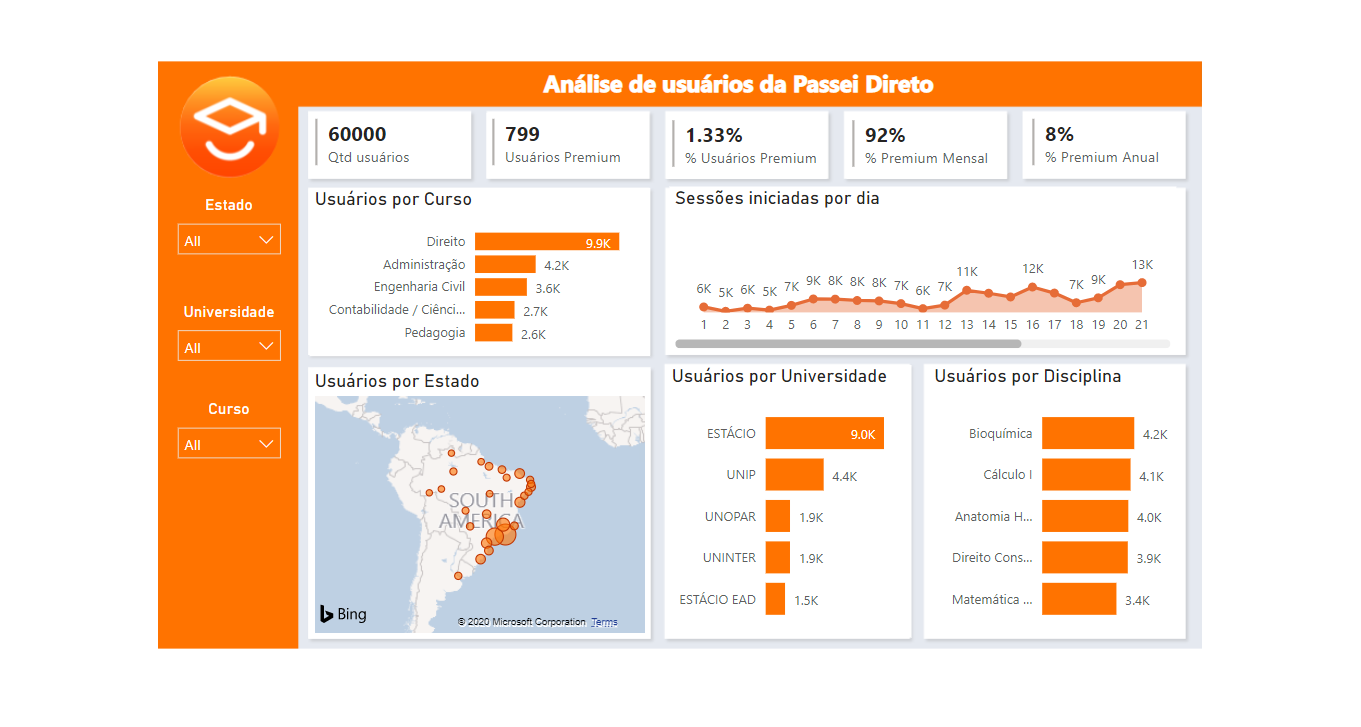 Análise de usuários da Passei Direto
Estado
All
Universidade
All
Curso
All
60000
Qtd usuários
799
Usuários Premium
1.33%
% Usuários Premium
92%
% Premium Mensal
8%
% Premium Anual
Usuários por Curso
Direito 9.9K
Administração 4.2K
Engenharia Civil 3.6K
Contabilidade / Ciênci... 2.7K
Pedagogia 2.6K
Sessões iniciadas por dia
6K 5K 6K 5K 7K 9K 8K 8K 8K 7K 6K 7K 11K 12K 7K 9K 13K
1 2 3 4 5 6 7 8 9 10 11 12 13 14 15 16 17 18 19 20 21
Usuários por Estado
SOUTH
AMERICA
Bing
© 2020 Microsoft Corporation Terms
Usuários por Universidade
ESTÁCIO 9.0K
UNIP 4.4K
UNOPAR 1.9K
UNINTER 1.9K
ESTÁCIO EAD 1.5K
Usuários por Disciplina
Bioquímica 4.2K
Cálculo I 4.1K
Anatomia H... 4.0K
Direito Cons... 3.9K
Matemática ... 3.4K